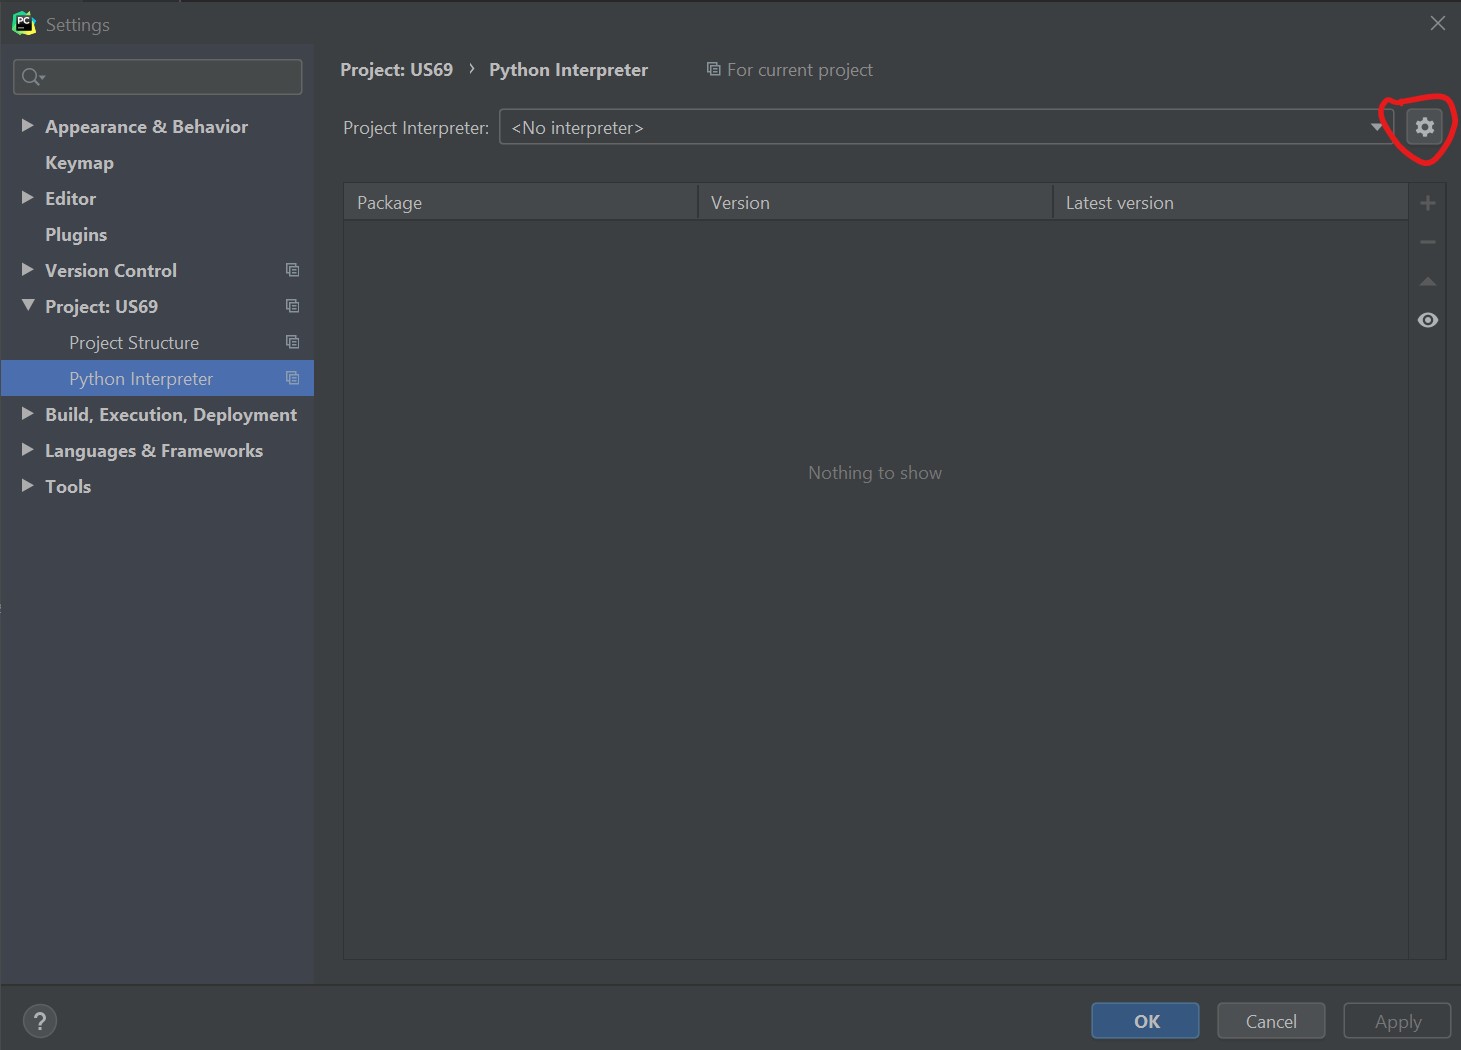 PC
Settings
Project: US69 › Python Interpreter For current project
Appearance & Behavior
Keymap
Editor
Plugins
Version Control
Project: US69
Project Structure
Python Interpreter
Build, Execution, Deployment
Languages & Frameworks
Tools
Project Interpreter: <No interpreter>
Package Version Latest version
Nothing to show
?
OK Cancel Apply